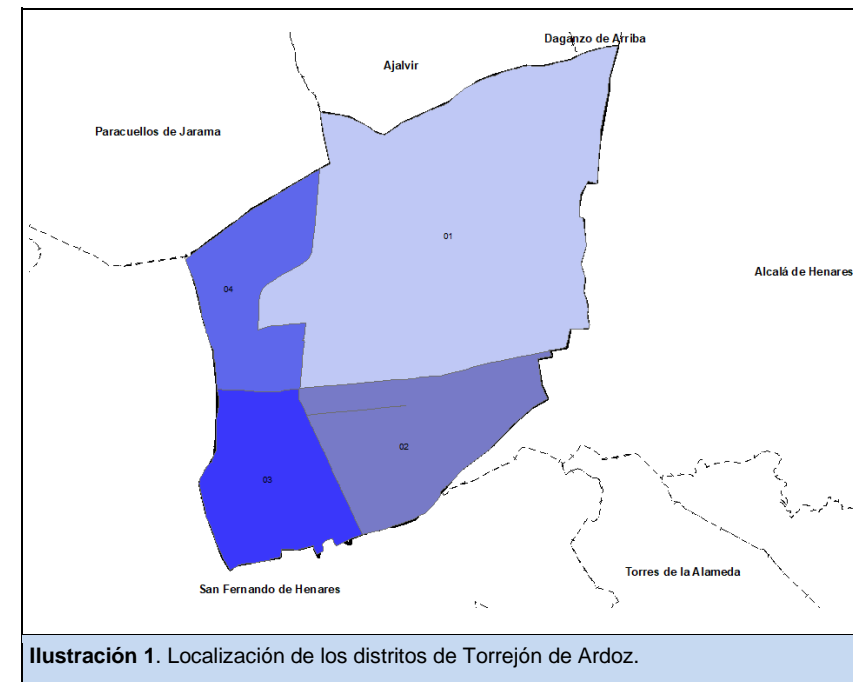 Daganzo de Arriba
Ajalvir
Paracuellos de Jarama
01
Alcalá de Henares
04
02
03
Torres de la Alameda
San Fernando de Henares
Ilustración 1. Localización de los distritos de Torrejón de Ardoz.